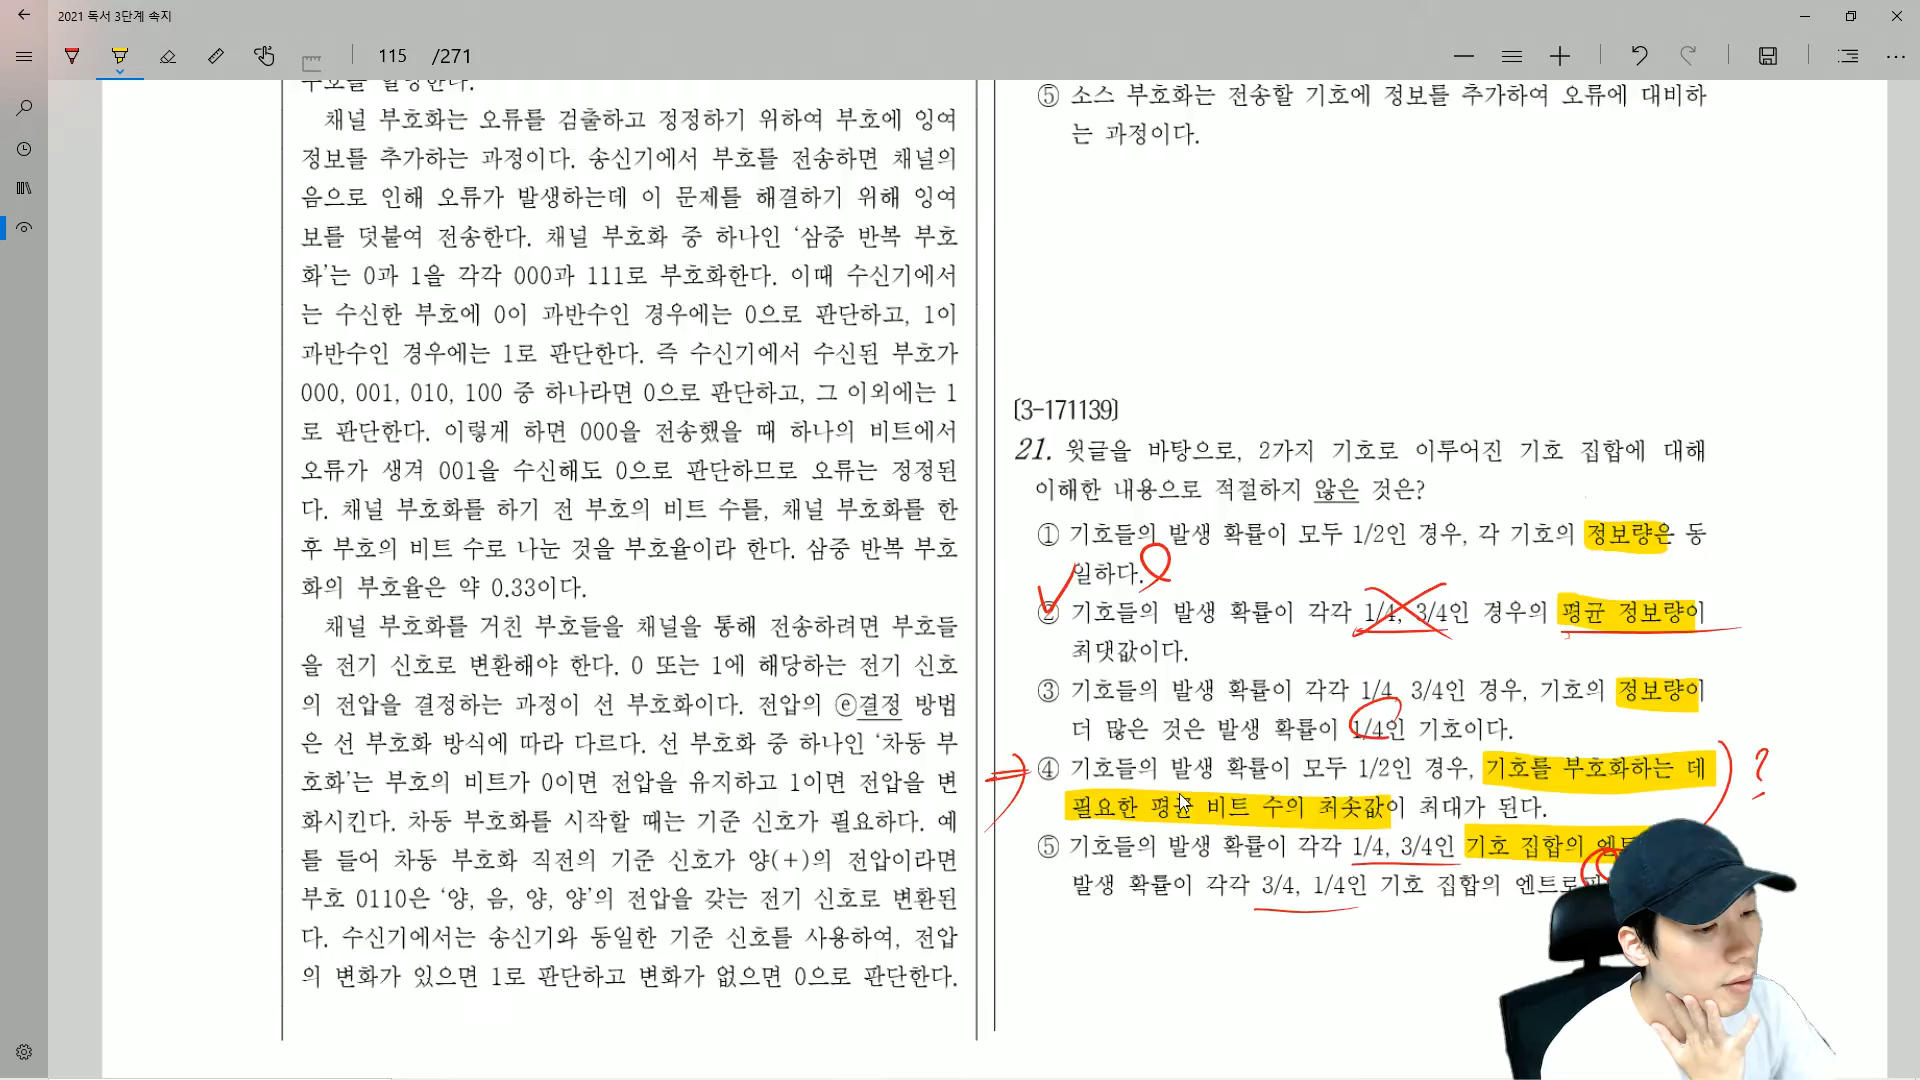 2021 독서 3단계 속지
115 /271
부호를 할당한다.
채널 부호화는 오류를 검출하고 정정하기 위하여 부호에 잉여
정보를 추가하는 과정이다. 송신기에서 부호를 전송하면 채널의
음으로 인해 오류가 발생하는데 이 문제를 해결하기 위해 잉여
보를 덧붙여 전송한다. 채널 부호화 중 하나인 ‘삼중 반복 부호
화’는 0과 1을 각각 000과 111로 부호화한다. 이때 수신기에서
는 수신한 부호에 0이 과반수인 경우에는 0으로 판단하고, 1이
과반수인 경우에는 1로 판단한다. 즉 수신기에서 수신된 부호가
000, 001, 010, 100 중 하나라면 0으로 판단하고, 그 이외에는 1
로 판단한다. 이렇게 하면 000을 전송했을 때 하나의 비트에서
오류가 생겨 001을 수신해도 0으로 판단하므로 오류는 정정된
다. 채널 부호화를 하기 전 부호의 비트 수를, 채널 부호화를 한
후 부호의 비트 수로 나눈 것을 부호율이라 한다. 삼중 반복 부호
화의 부호율은 약 0.33이다.
채널 부호화를 거친 부호들을 채널을 통해 전송하려면 부호들
을 전기 신호로 변환해야 한다. 0 또는 1에 해당하는 전기 신호
의 전압을 결정하는 과정이 선 부호화이다. 전압의 ⓔ결정 방법
은 선 부호화 방식에 따라 다르다. 선 부호화 중 하나인 ‘차동 부
호화’는 부호의 비트가 0이면 전압을 유지하고 1이면 전압을 변
화시킨다. 차동 부호화를 시작할 때는 기준 신호가 필요하다. 예
를 들어 차동 부호화 직전의 기준 신호가 양(+)의 전압이라면
부호 0110은 ‘양, 음, 양, 양’의 전압을 갖는 전기 신호로 변환된
다. 수신기에서는 송신기와 동일한 기준 신호를 사용하여, 전압
의 변화가 있으면 1로 판단하고 변화가 없으면 0으로 판단한다.
⑤ 소스 부호화는 전송할 기호에 정보를 추가하여 오류에 대비하
는 과정이다.
[3-171139]
21. 윗글을 바탕으로, 2가지 기호로 이루어진 기호 집합에 대해
이해한 내용으로 적절하지 않은 것은?
① 기호들의 발생 확률이 모두 1/2인 경우, 각 기호의 정보량은 동
일하다.
② 기호들의 발생 확률이 각각 1/4, 3/4인 경우의 평균 정보량이
최댓값이다.
③ 기호들의 발생 확률이 각각 1/4, 3/4인 경우, 기호의 정보량이
더 많은 것은 발생 확률이 1/4인 기호이다.
④ 기호들의 발생 확률이 모두 1/2인 경우, 기호를 부호화하는 데 ?
필요한 평균 비트 수의 최솟값이 최대가 된다.
⑤ 기호들의 발생 확률이 각각 1/4, 3/4인 기호 집합의
발생 확률이 각각 3/4, 1/4인 기호 집합의